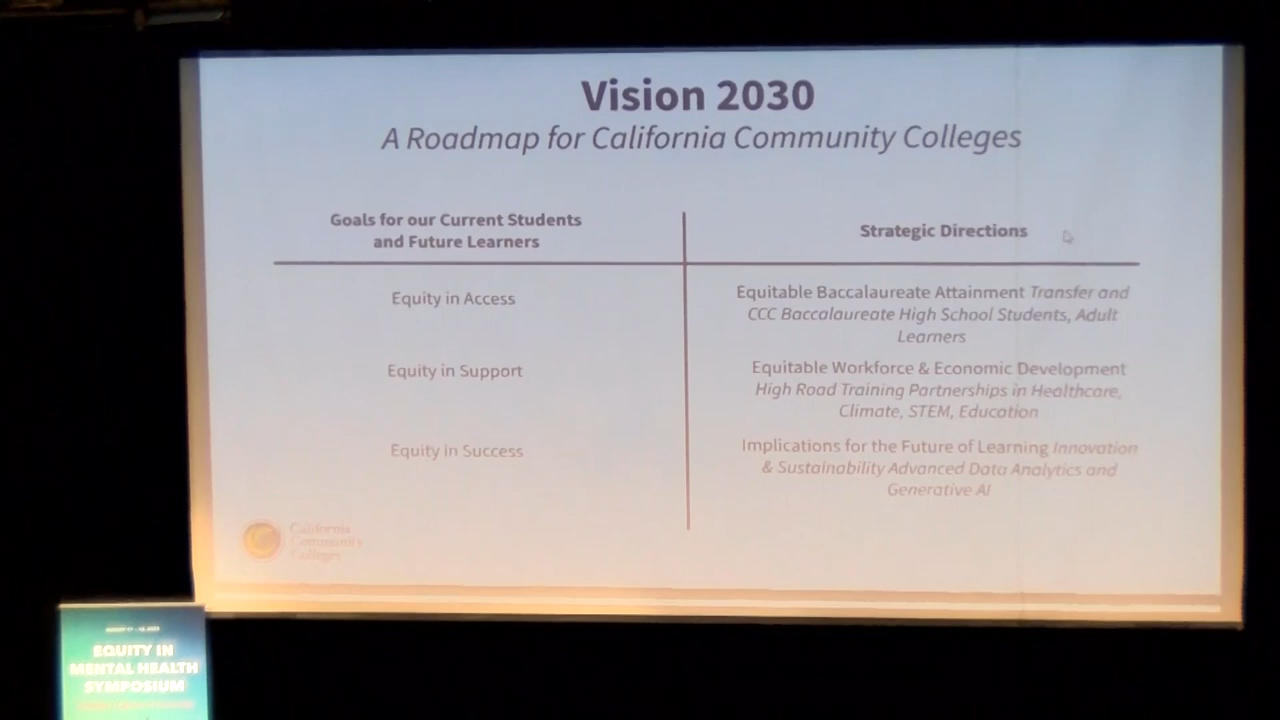 Vision 2030
A Roadmap for California Community Colleges
Goals for our Current Students
and Future Learners
Strategic Directions
Equity in Access
Equitable Baccalaureate Attainment Transfer and
CCC Baccalaureate High School Students, Adult
Learners
Equity in Support
Equitable Workforce & Economic Development
High Road Training Partnerships in Healthcare,
Climate, STEM, Education
Equity in Success
Implications for the Future of Learning Innovation
& Sustainability Advanced Data Analytics and
Generative AI
California
Community
Colleges
EQUITY IN
MENTAL HEALTH
SYMPOSIUM